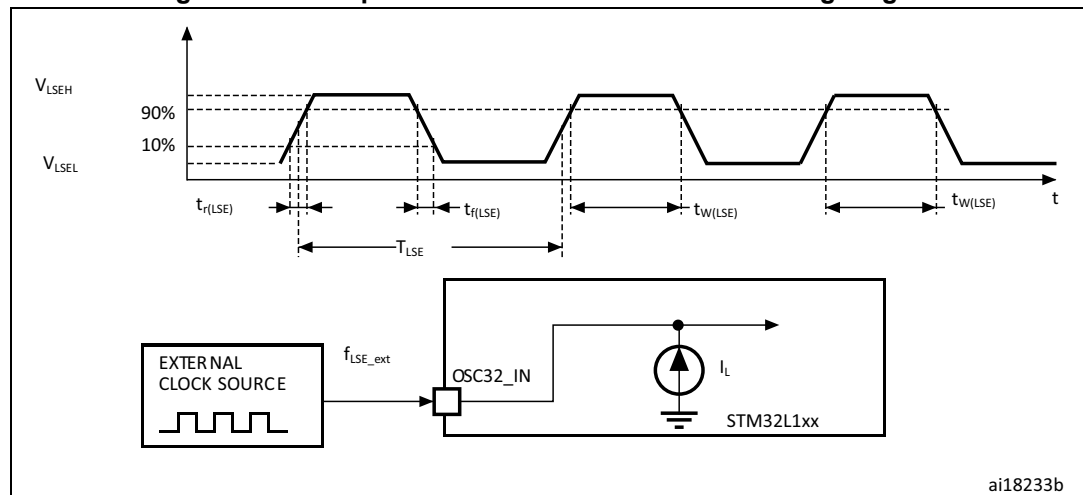 V_LSEH
90%
10%
V_LSEL
t_r(LSE)
t_f(LSE)
t_W(LSE)
t_W(LSE)
t
T_LSE
EXTERNAL
CLOCK SOURCE
f_LSE_ext
OSC32_IN
I_L
STM32L1xx
ai18233b